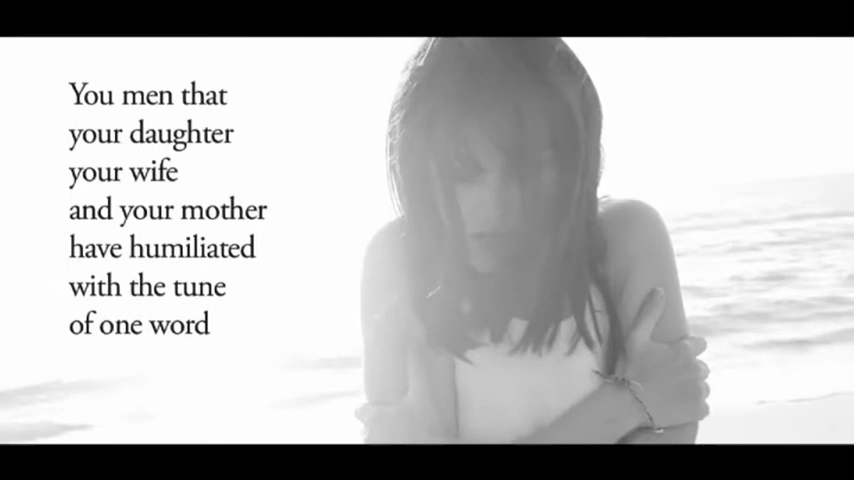 You men that
your daughter
your wife
and your mother
have humiliated
with the tune
of one word